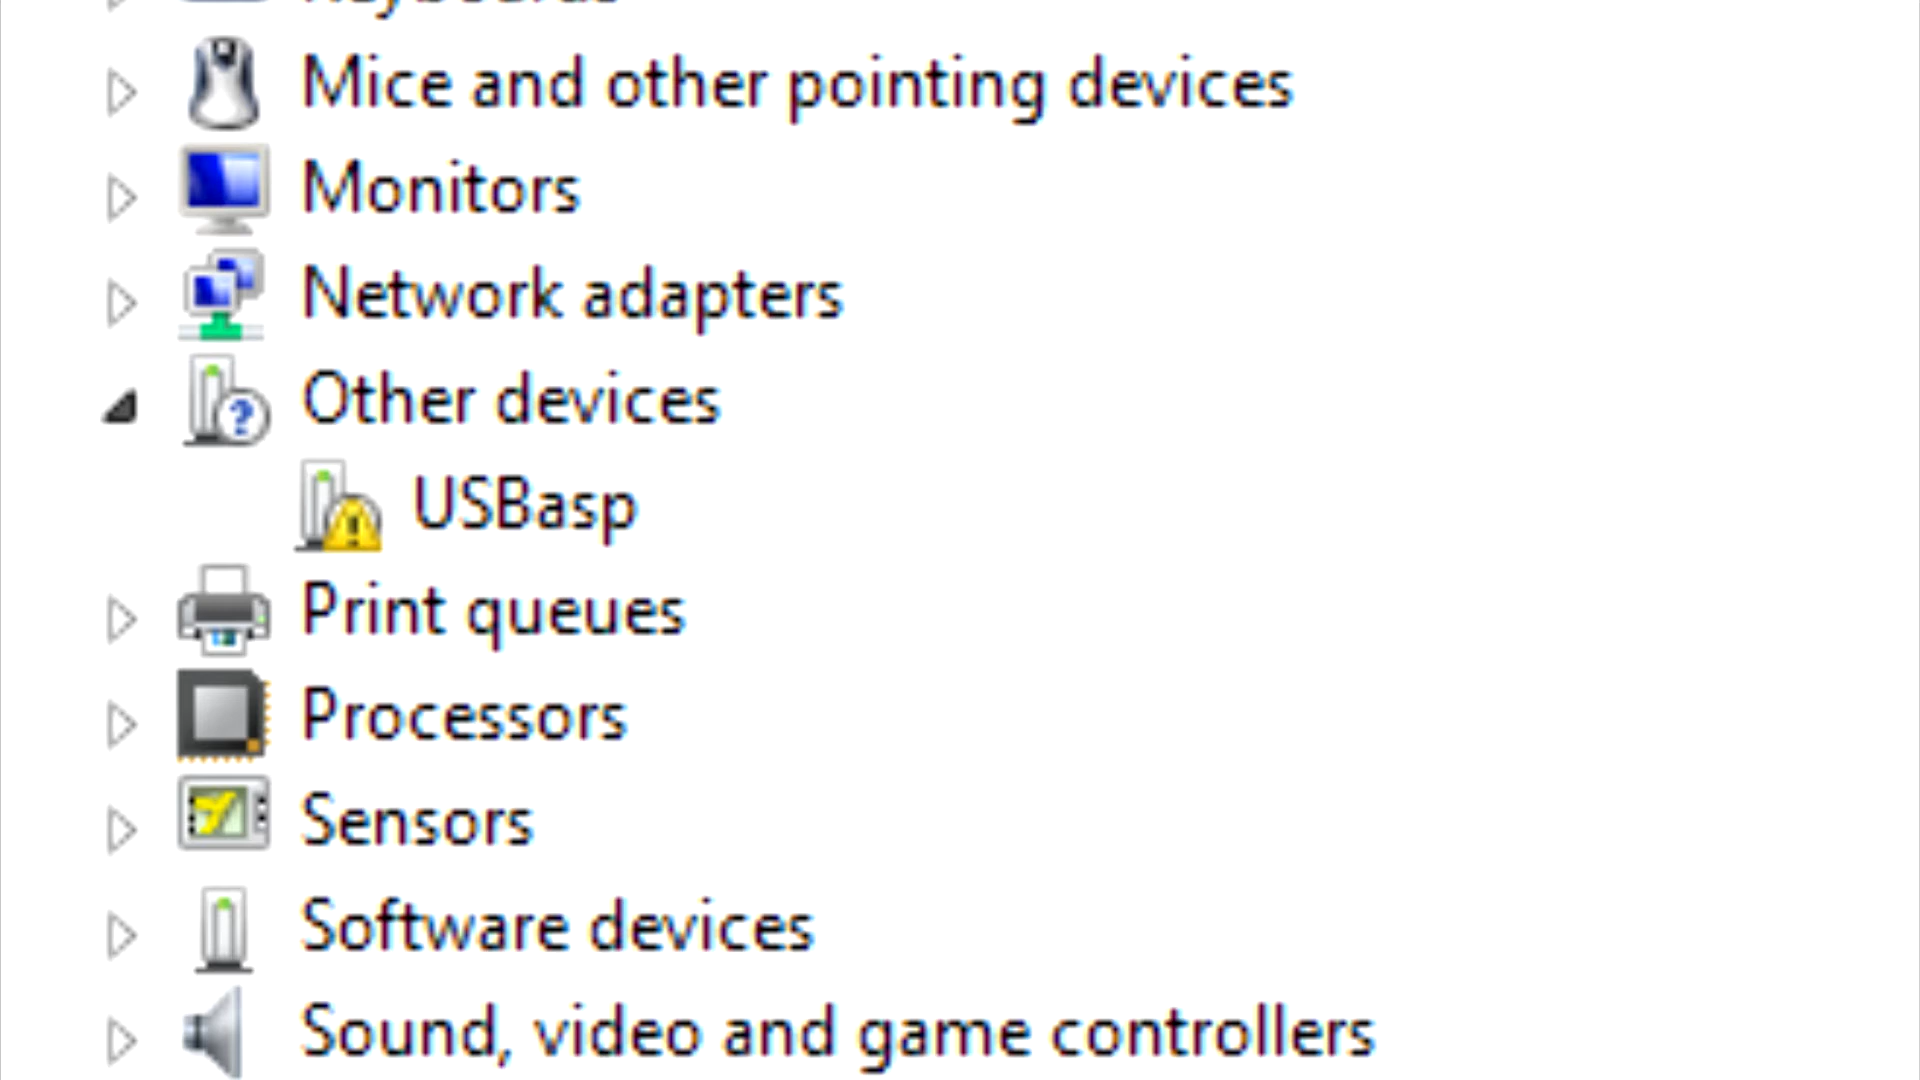 Keyboards
Mice and other pointing devices
Monitors
Network adapters
Other devices
USBasp
Print queues
Processors
Sensors
Software devices
Sound, video and game controllers